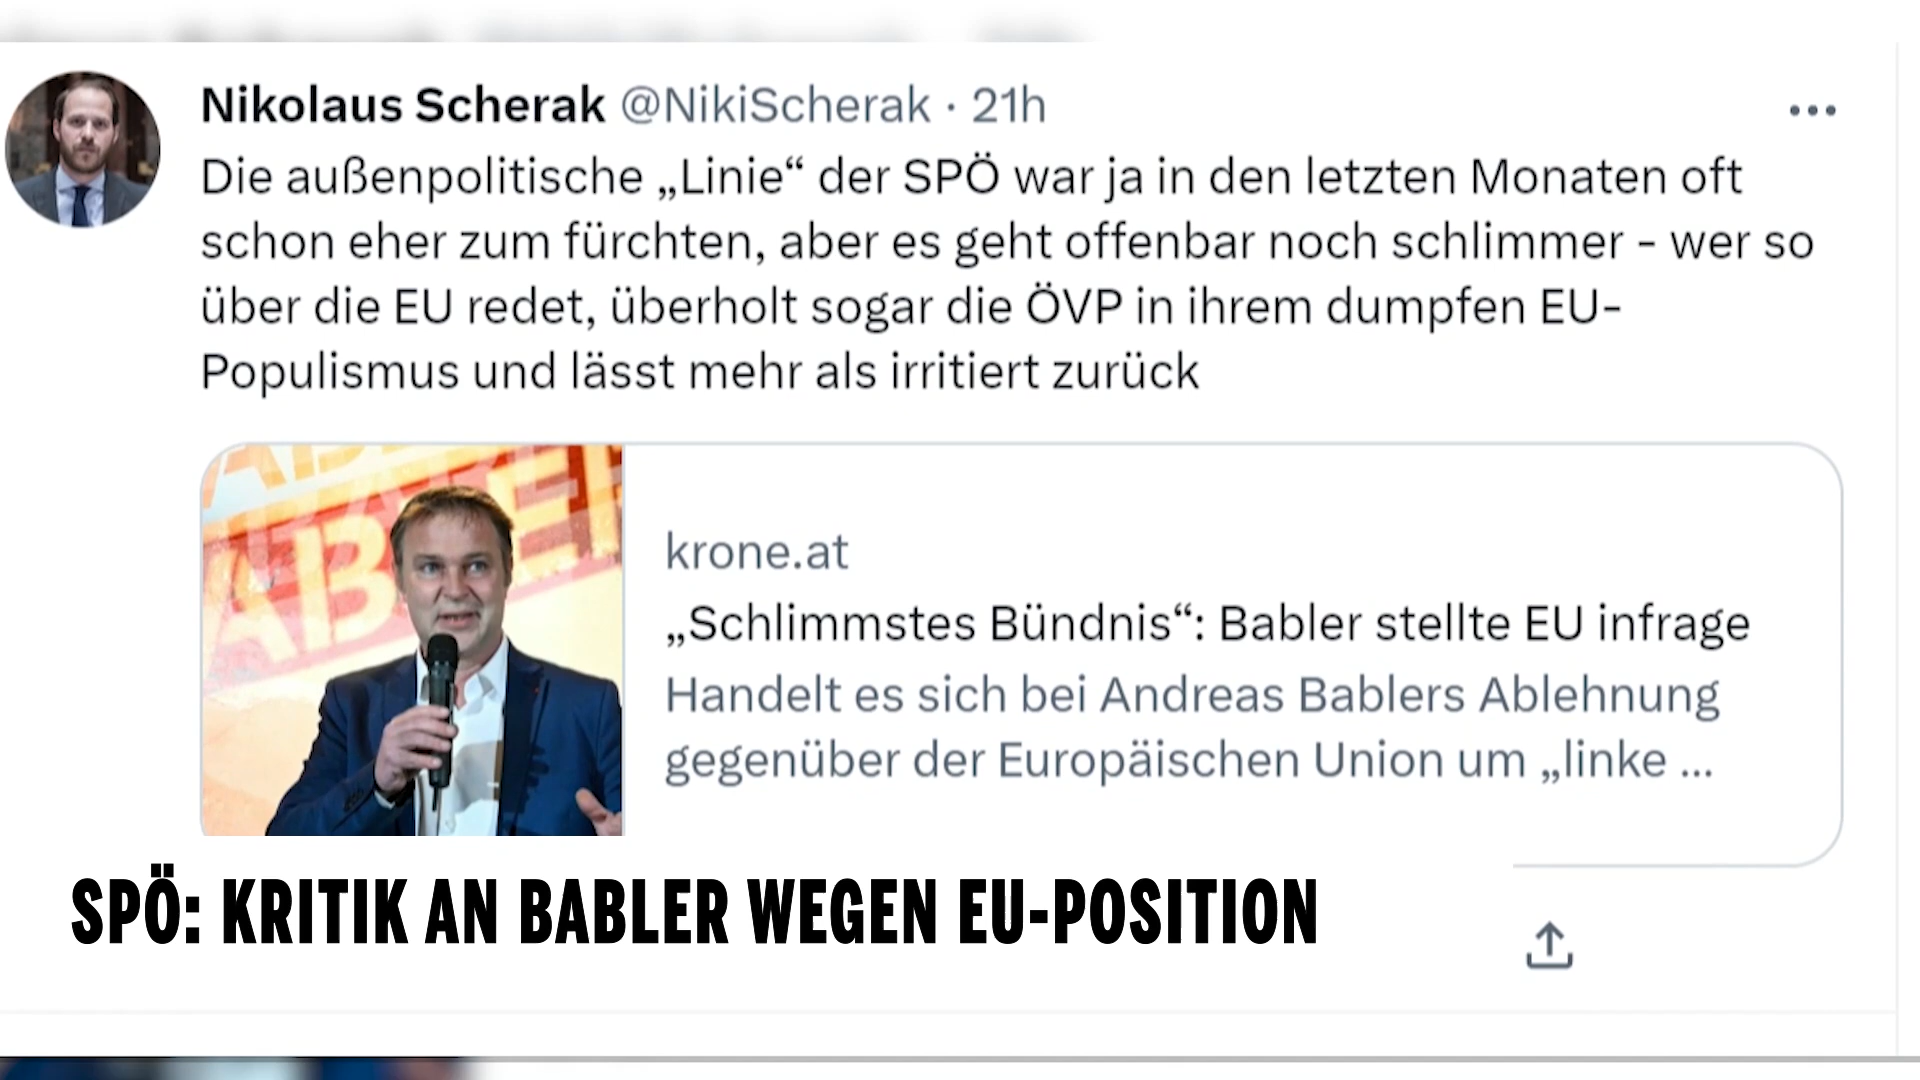 Nikolaus Scherak @NikiScherak · 21h
Die außenpolitische „Linie“ der SPÖ war ja in den letzten Monaten oft
schon eher zum fürchten, aber es geht offenbar noch schlimmer - wer so
über die EU redet, überholt sogar die ÖVP in ihrem dumpfen EU-
Populismus und lässt mehr als irritiert zurück
ABLER
krone.at
„Schlimmstes Bündnis“: Babler stellte EU infrage
Handelt es sich bei Andreas Bablers Ablehnung
gegenüber der Europäischen Union um „linke ...
SPÖ: KRITIK AN BABLER WEGEN EU-POSITION